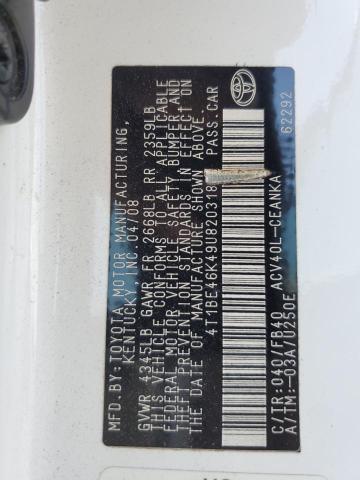 MFD.BY:TOYOTA MOTOR MANUFACTURING,
KENTUCKY, INC. 04/08
GVWR 4345LB GAWR FR 2668LB RR 2359LB
THIS VEHICLE CONFORMS TO ALL APPLICABLE
FEDERAL MOTOR VEHICLE SAFETY, BUMPER, AND
THEFT PREVENTION STANDARDS IN EFFECT ON
THE DATE OF MANUFACTURE SHOWN ABOVE.
4T1BE46K49U820318 PASS.CAR
C/TR:040/FB40 ACV40L-CEANKA
A/TM:-03A/U250E 62292
TOYOTA